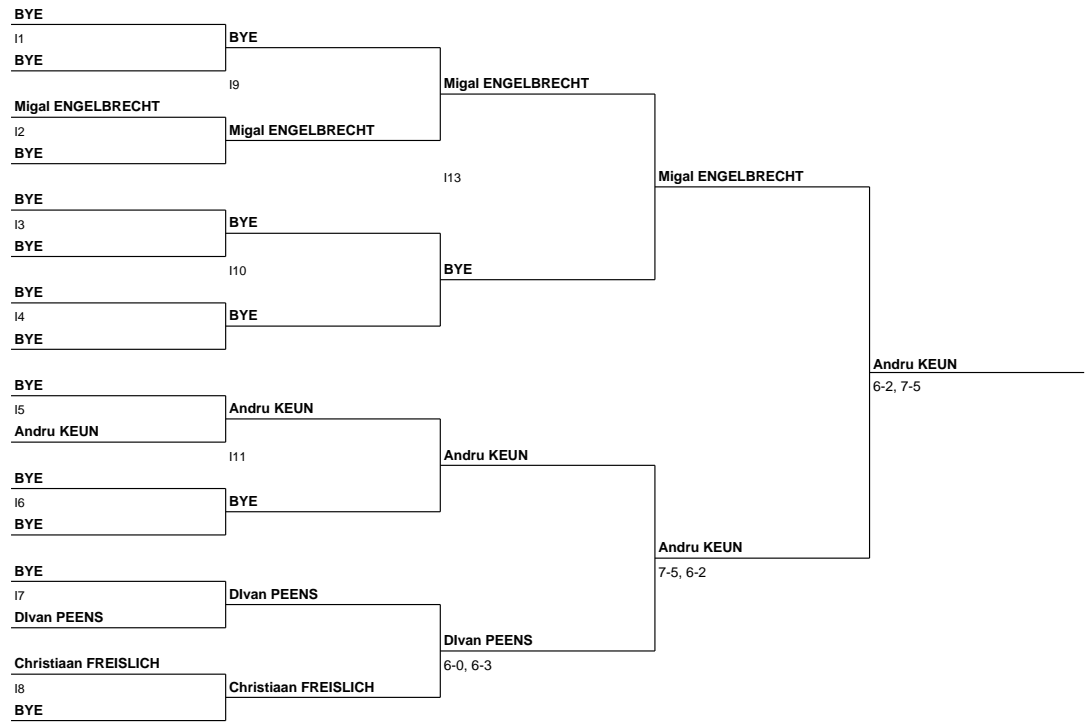 BYE
I1
BYE
BYE
I9
Migal ENGELBRECHT
Migal ENGELBRECHT
I2
Migal ENGELBRECHT
BYE
I13
Migal ENGELBRECHT
BYE
I3
BYE
BYE
I10
BYE
BYE
I4
BYE
BYE
Andru KEUN
6-2, 7-5
BYE
I5
Andru KEUN
Andru KEUN
I11
Andru KEUN
BYE
I6
BYE
BYE
Andru KEUN
7-5, 6-2
BYE
I7
DIvan PEENS
DIvan PEENS
DIvan PEENS
6-0, 6-3
Christiaan FREISLICH
I8
Christiaan FREISLICH
BYE